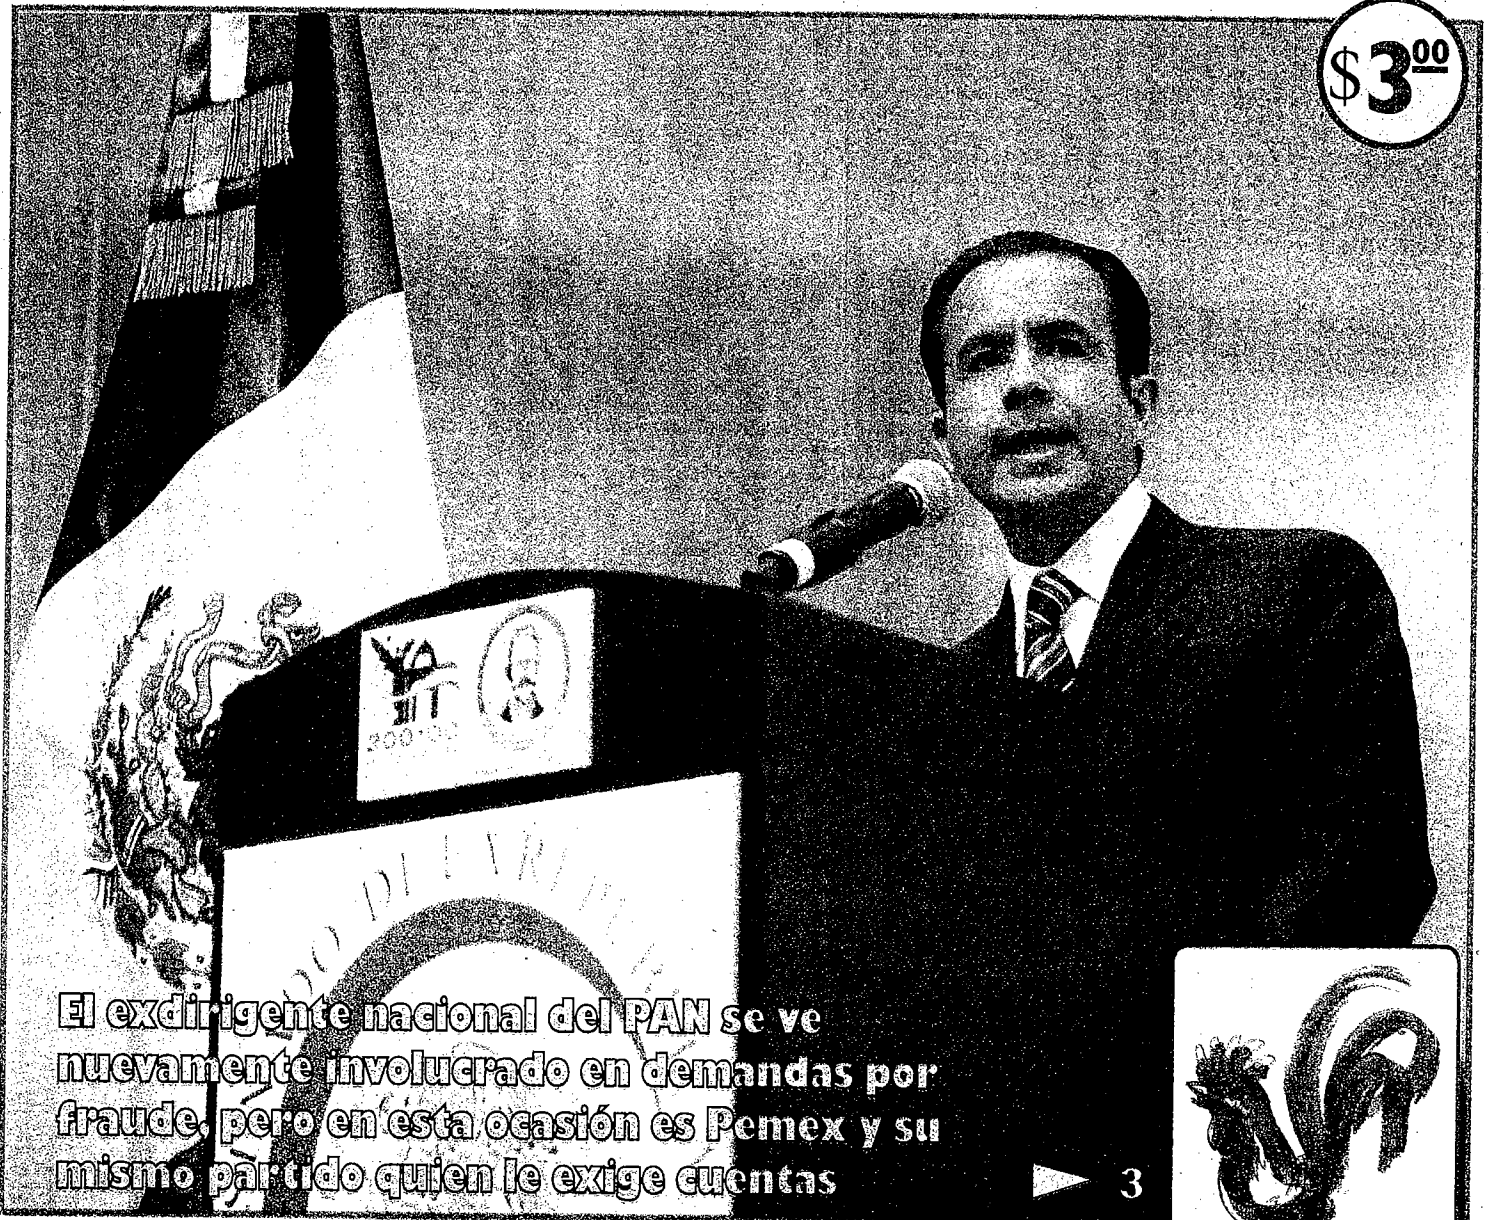 $3.00
El exdirigente nacional del PAN se ve
nuevamente involucrado en demandas por
fraude, pero en esta ocasión es Pemex y su
mismo partido quien le exige cuentas
3